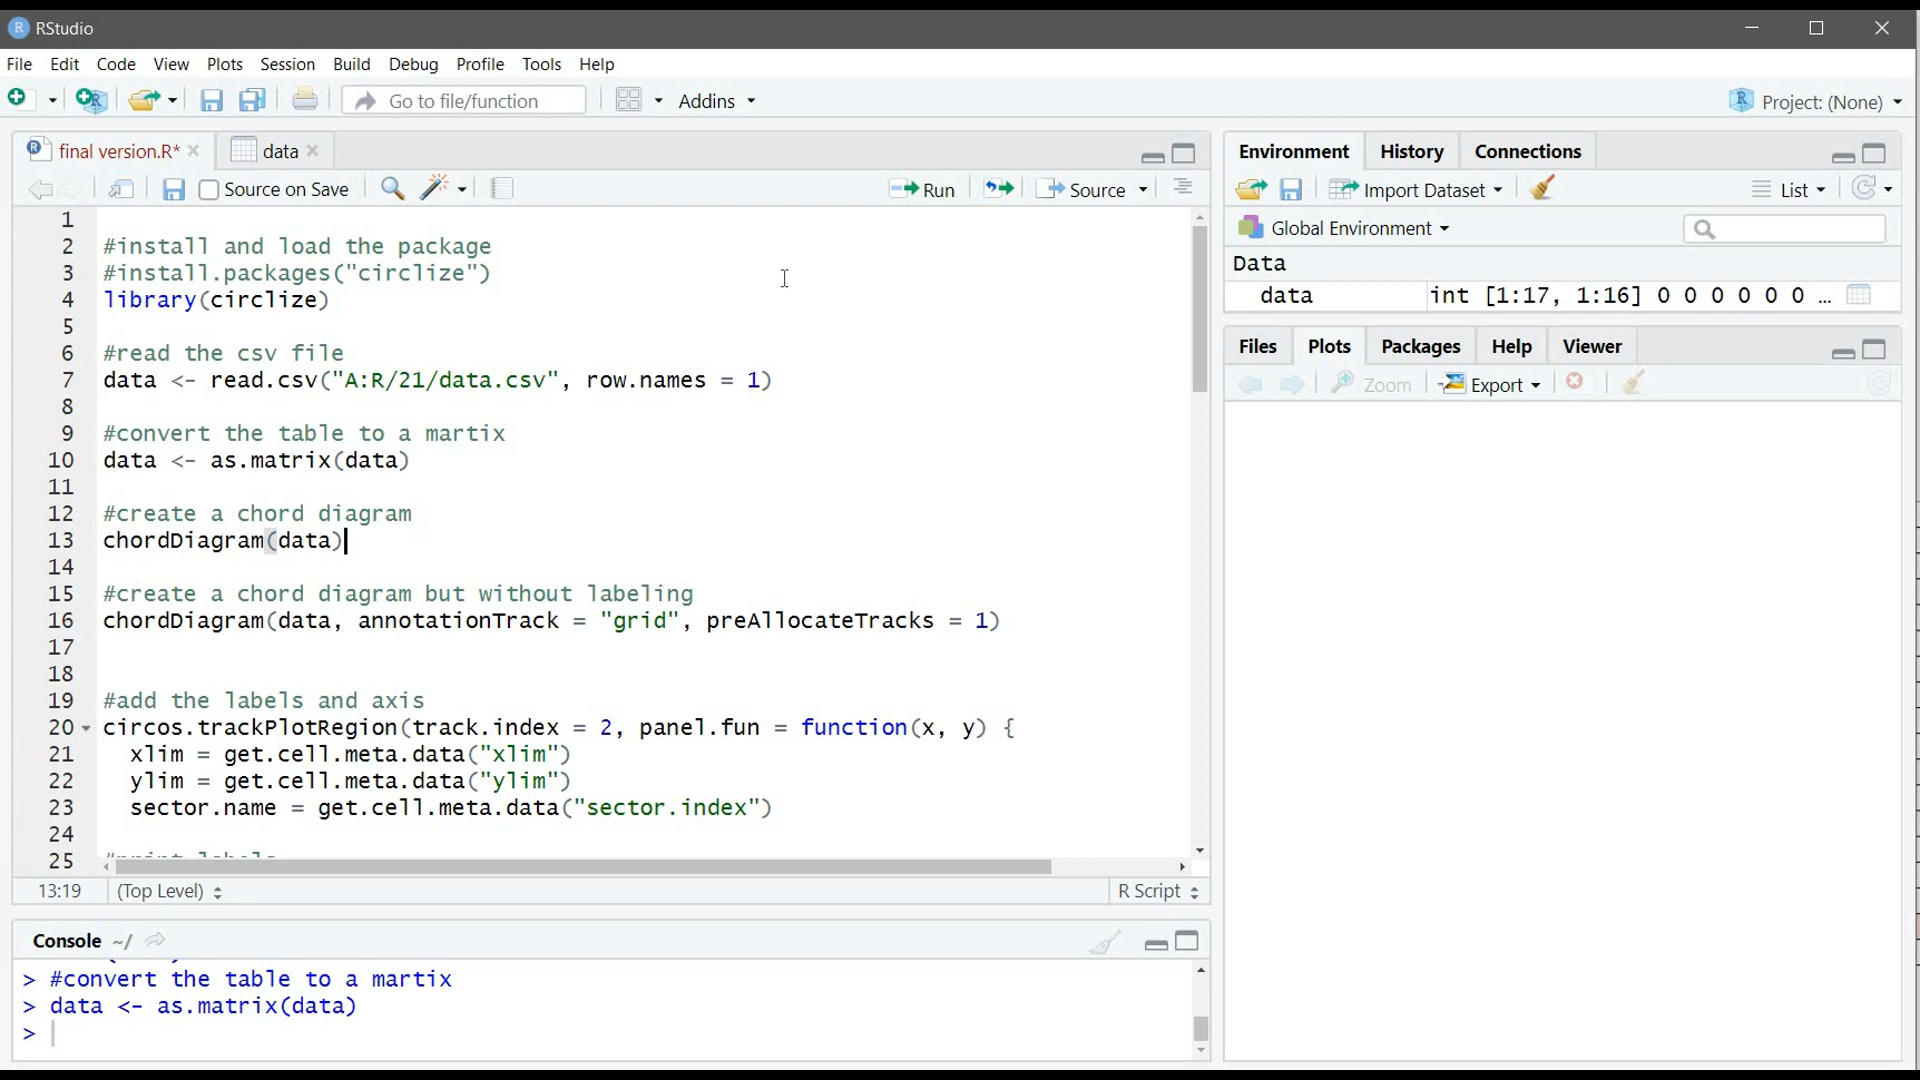 RStudio
File Edit Code View Plots Session Build Debug Profile Tools Help
Go to file/function Addins Project: (None)
final version.R* data
Source on Save Run Source
1
2 #install and load the package
3 #install.packages("circlize")
4 library(circlize)
5
6 #read the csv file
7 data <- read.csv("A:R/21/data.csv", row.names = 1)
8
9 #convert the table to a martix
10 data <- as.matrix(data)
11
12 #create a chord diagram
13 chordDiagram(data)
14
15 #create a chord diagram but without labeling
16 chordDiagram(data, annotationTrack = "grid", preAllocateTracks = 1)
17
18
19 #add the labels and axis
20 circos.trackPlotRegion(track.index = 2, panel.fun = function(x, y) {
21 xlim = get.cell.meta.data("xlim")
22 ylim = get.cell.meta.data("ylim")
23 sector.name = get.cell.meta.data("sector.index")
24
25 #print labels
13:19 (Top Level) R Script
Console ~/
> #convert the table to a martix
> data <- as.matrix(data)
>
Environment History Connections
Import Dataset List
Global Environment
Data
data int [1:17, 1:16] 0 0 0 0 0 0 ...
Files Plots Packages Help Viewer
Zoom Export